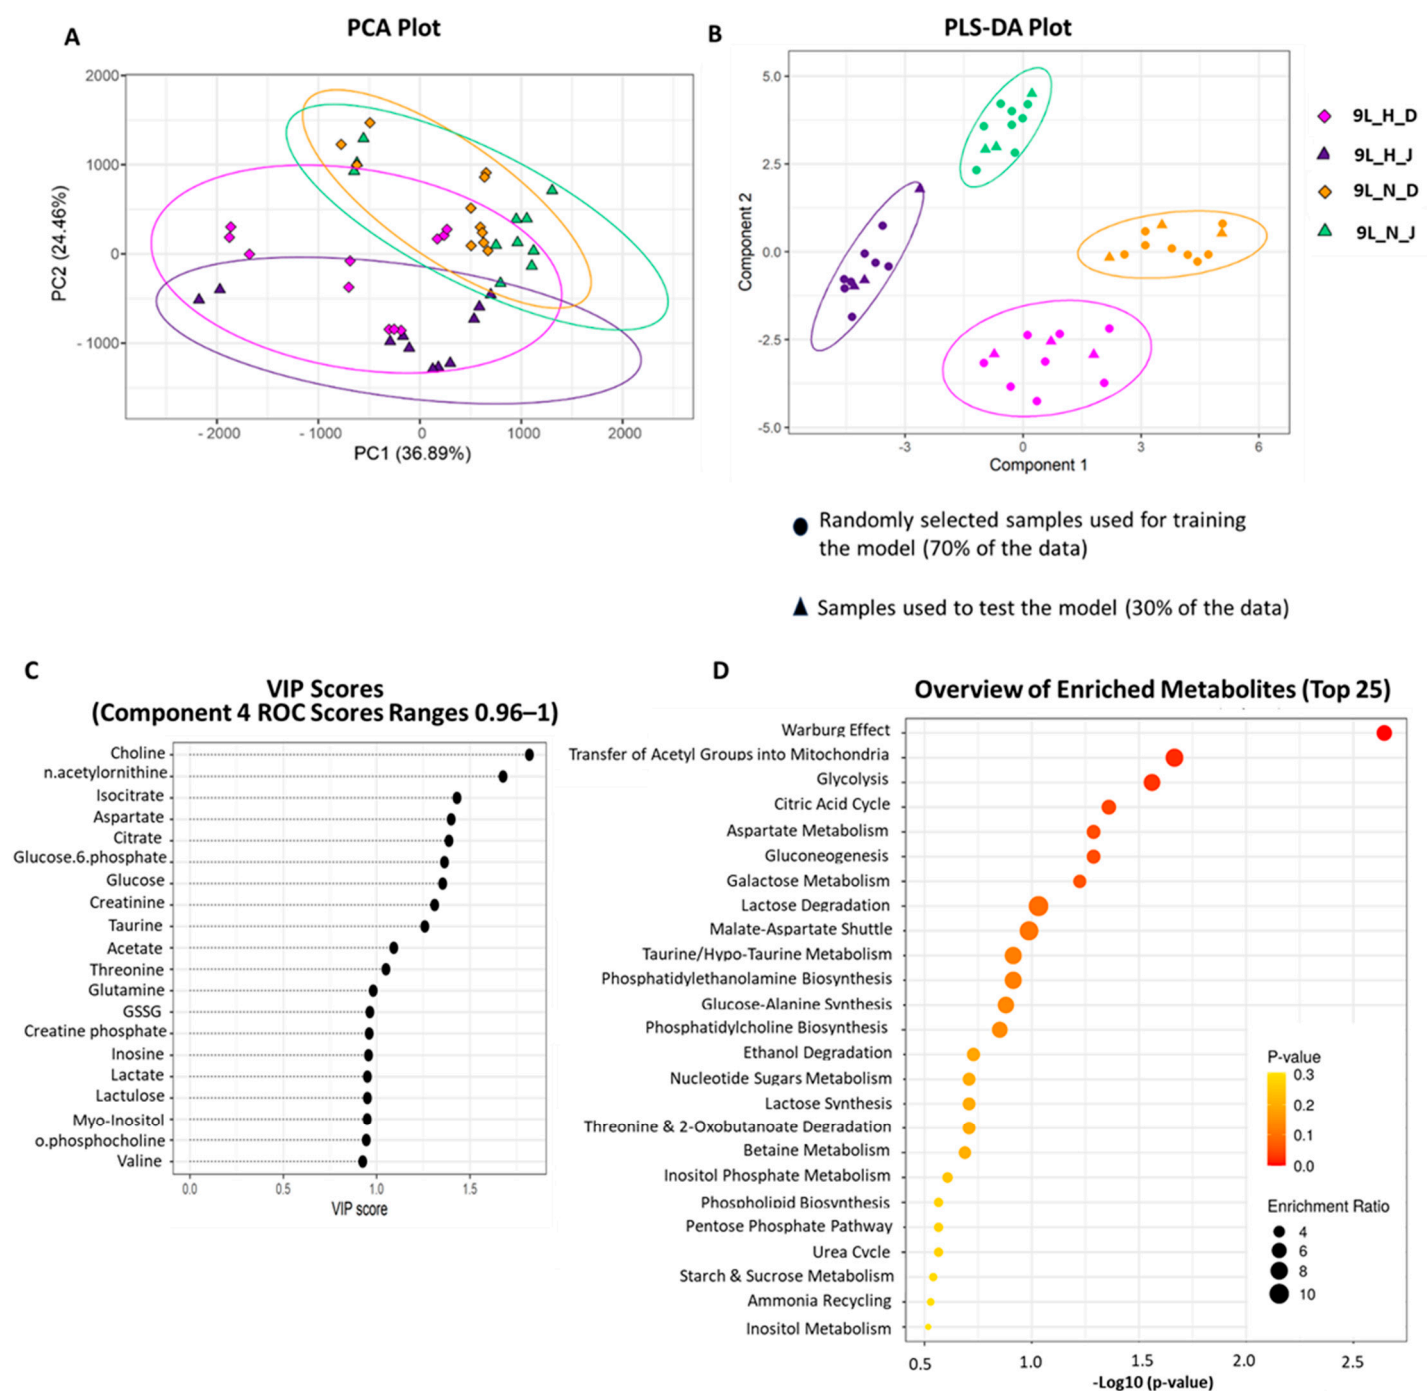 A
PCA Plot
2000
1000
0
- 1000
PC2 (24.46%)
- 2000
- 1000
0
1000
2000
PC1 (36.89%)
B
PLS-DA Plot
5.0
2.5
0.0
-2.5
-5.0
Component 2
-3
0
3
6
Component 1
9L_H_D
9L_H_J
9L_N_D
9L_N_J
Randomly selected samples used for training
the model (70% of the data)
Samples used to test the model (30% of the data)
C
VIP Scores
(Component 4 ROC Scores Ranges 0.96–1)
Choline
n.acetylornithine
Isocitrate
Aspartate
Citrate
Glucose.6.phosphate
Glucose
Creatinine
Taurine
Acetate
Threonine
Glutamine
GSSG
Creatine phosphate
Inosine
Lactate
Lactulose
Myo-Inositol
o.phosphocholine
Valine
0.0
0.5
1.0
1.5
VIP score
D
Overview of Enriched Metabolites (Top 25)
Warburg Effect
Transfer of Acetyl Groups into Mitochondria
Glycolysis
Citric Acid Cycle
Aspartate Metabolism
Gluconeogenesis
Galactose Metabolism
Lactose Degradation
Malate-Aspartate Shuttle
Taurine/Hypo-Taurine Metabolism
Phosphatidylethanolamine Biosynthesis
Glucose-Alanine Synthesis
Phosphatidylcholine Biosynthesis
Ethanol Degradation
Nucleotide Sugars Metabolism
Lactose Synthesis
Threonine & 2-Oxobutanoate Degradation
Betaine Metabolism
Inositol Phosphate Metabolism
Phospholipid Biosynthesis
Pentose Phosphate Pathway
Urea Cycle
Starch & Sucrose Metabolism
Ammonia Recycling
Inositol Metabolism
0.5
1.0
1.5
2.0
2.5
-Log10 (p-value)
P-value
0.3
0.2
0.1
0.0
Enrichment Ratio
4
6
8
10